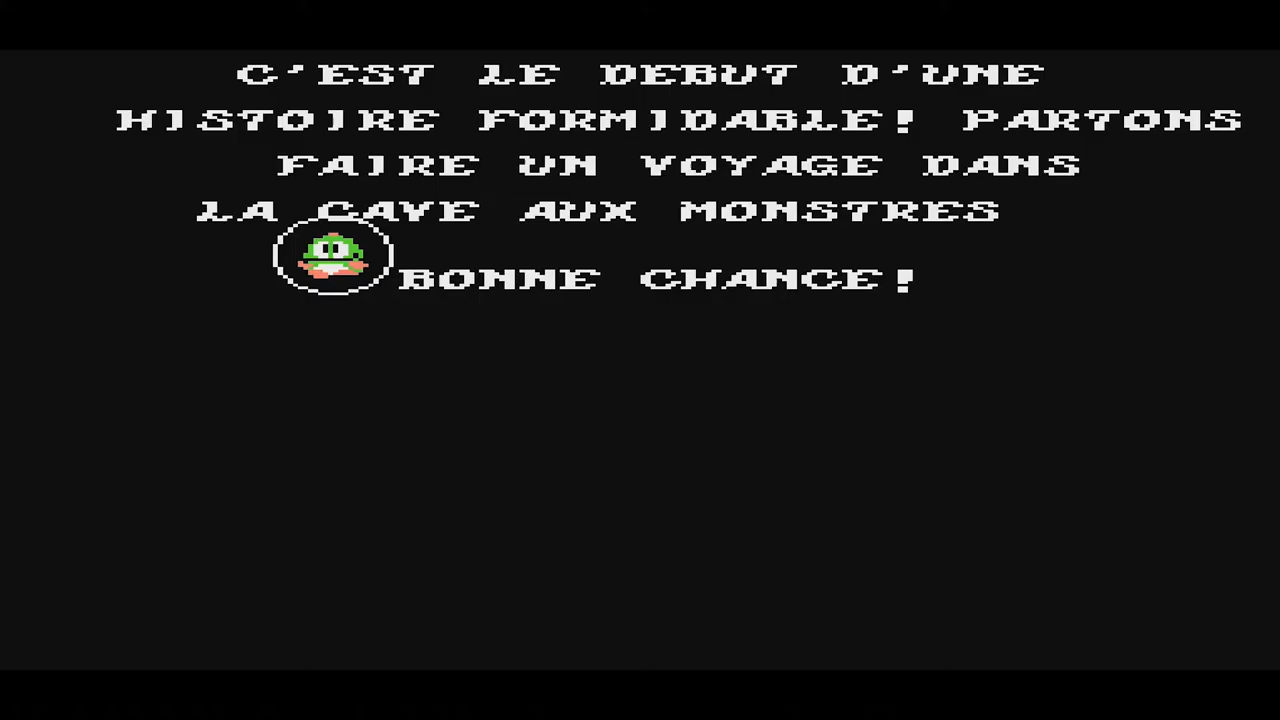 C'EST LE DEBUT D'UNE
HISTOIRE FORMIDABLE! PARTONS
FAIRE UN VOYAGE DANS
LA CAVE AUX MONSTRES
BONNE CHANCE!